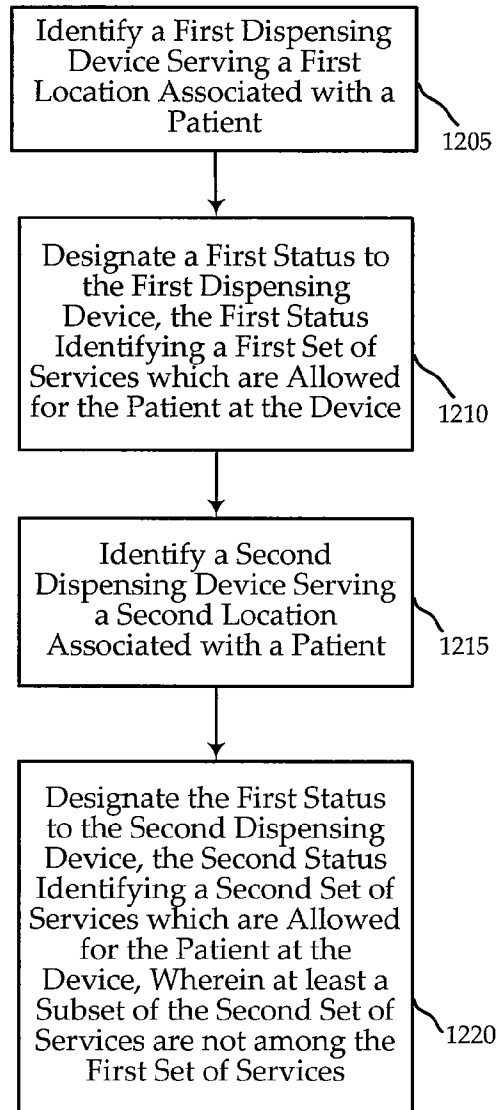 Identify a First Dispensing
Device Serving a First
Location Associated with a
Patient
1205
Designate a First Status to
the First Dispensing
Device, the First Status
Identifying a First Set of
Services which are Allowed
for the Patient at the Device
1210
Identify a Second
Dispensing Device Serving
a Second Location
Associated with a Patient
1215
Designate the First Status
to the Second Dispensing
Device, the Second Status
Identifying a Second Set of
Services which are Allowed
for the Patient at the
Device, Wherein at least a
Subset of the Second Set of
Services are not among the
First Set of Services
1220